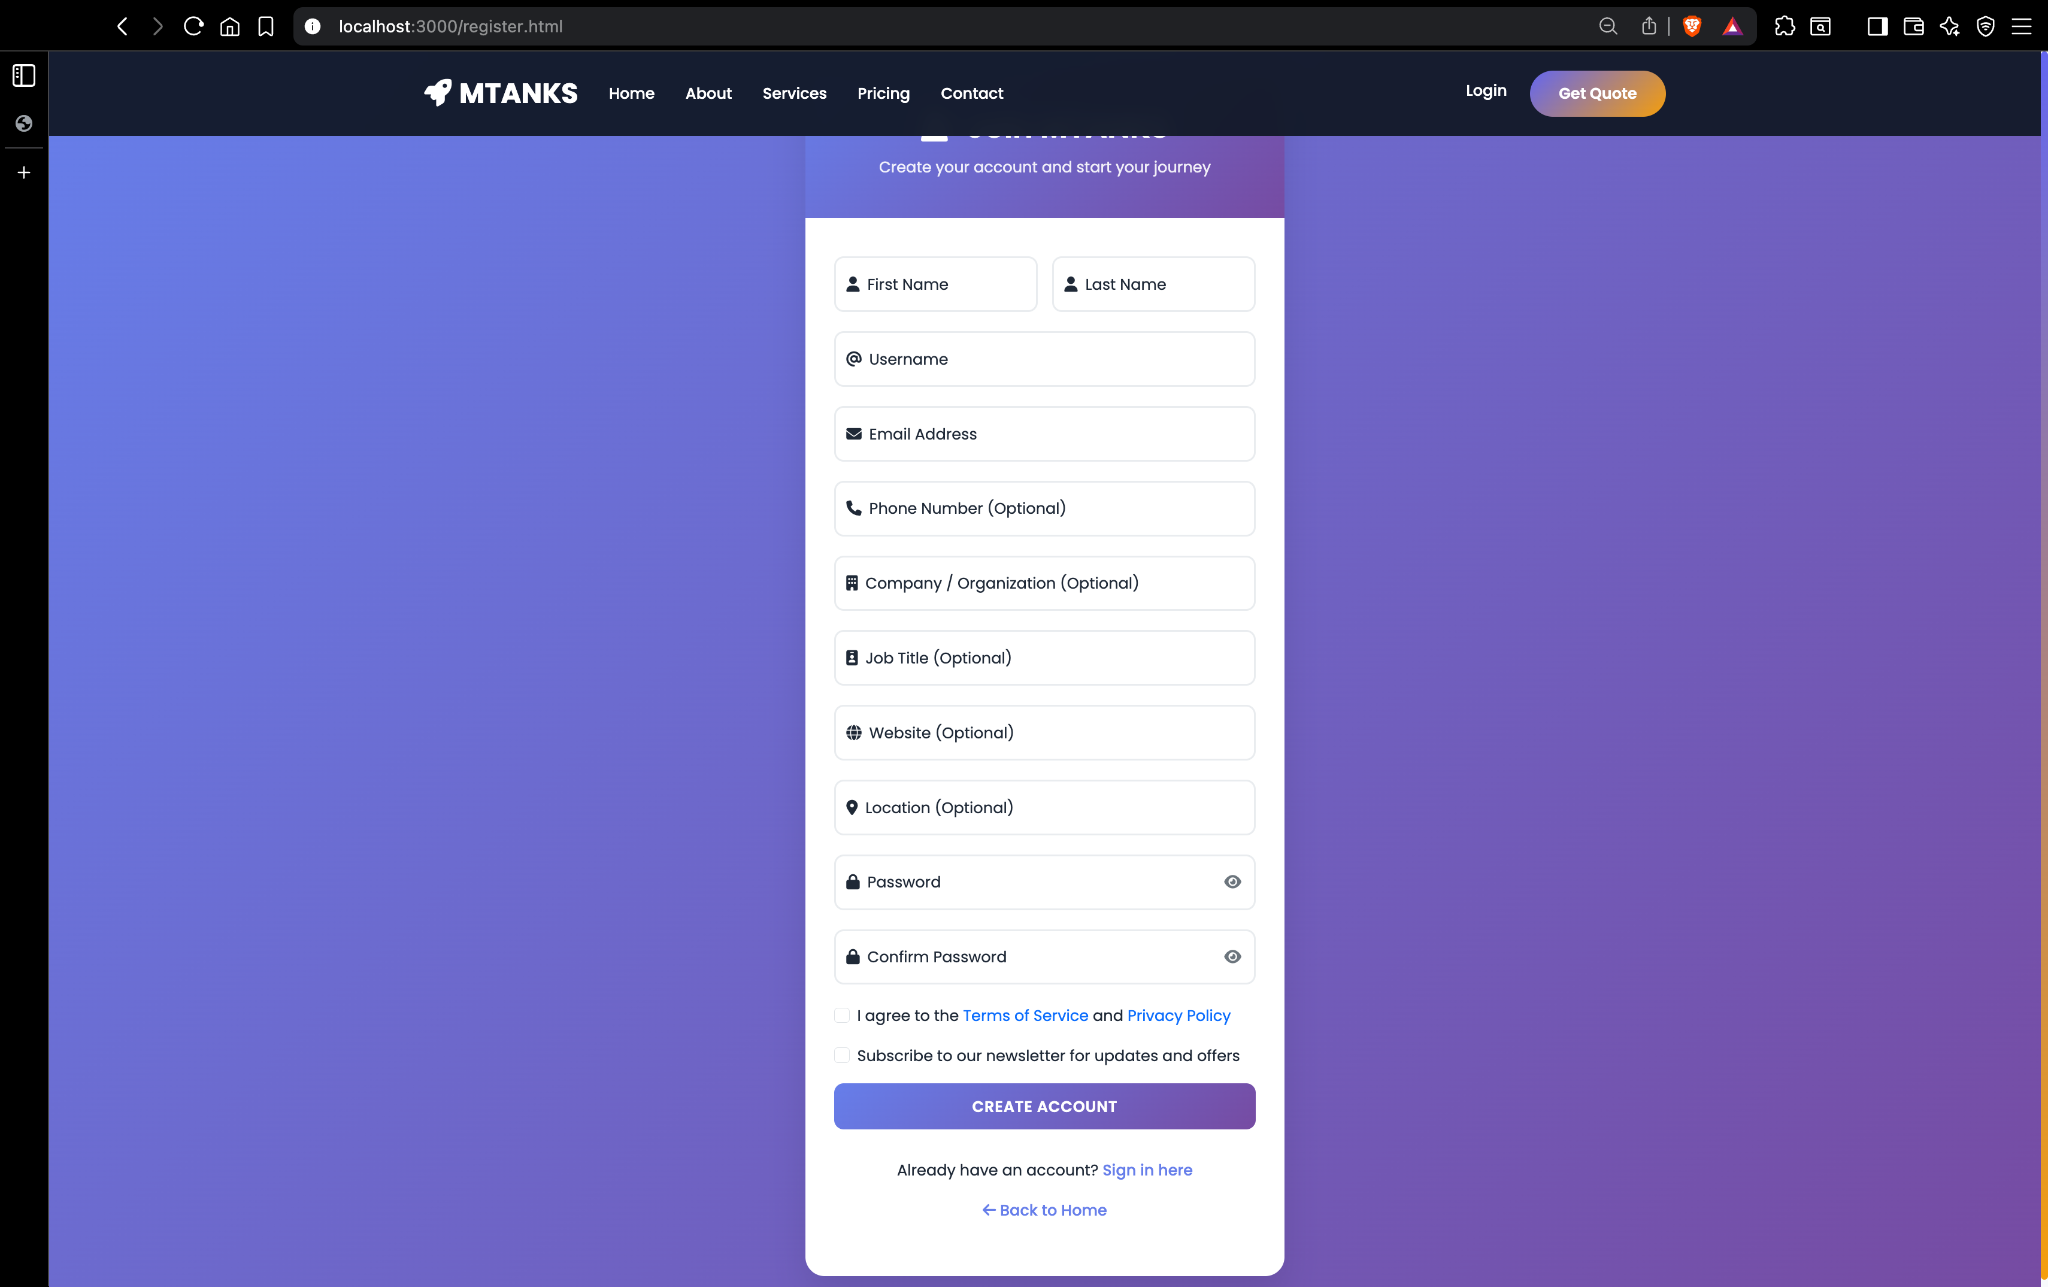 localhost:3000/register.html
MTANKS Home About Services Pricing Contact Login Get Quote
Create your account and start your journey
First Name Last Name
Username
Email Address
Phone Number (Optional)
Company / Organization (Optional)
Job Title (Optional)
Website (Optional)
Location (Optional)
Password
Confirm Password
I agree to the Terms of Service and Privacy Policy
Subscribe to our newsletter for updates and offers
CREATE ACCOUNT
Already have an account? Sign in here
Back to Home